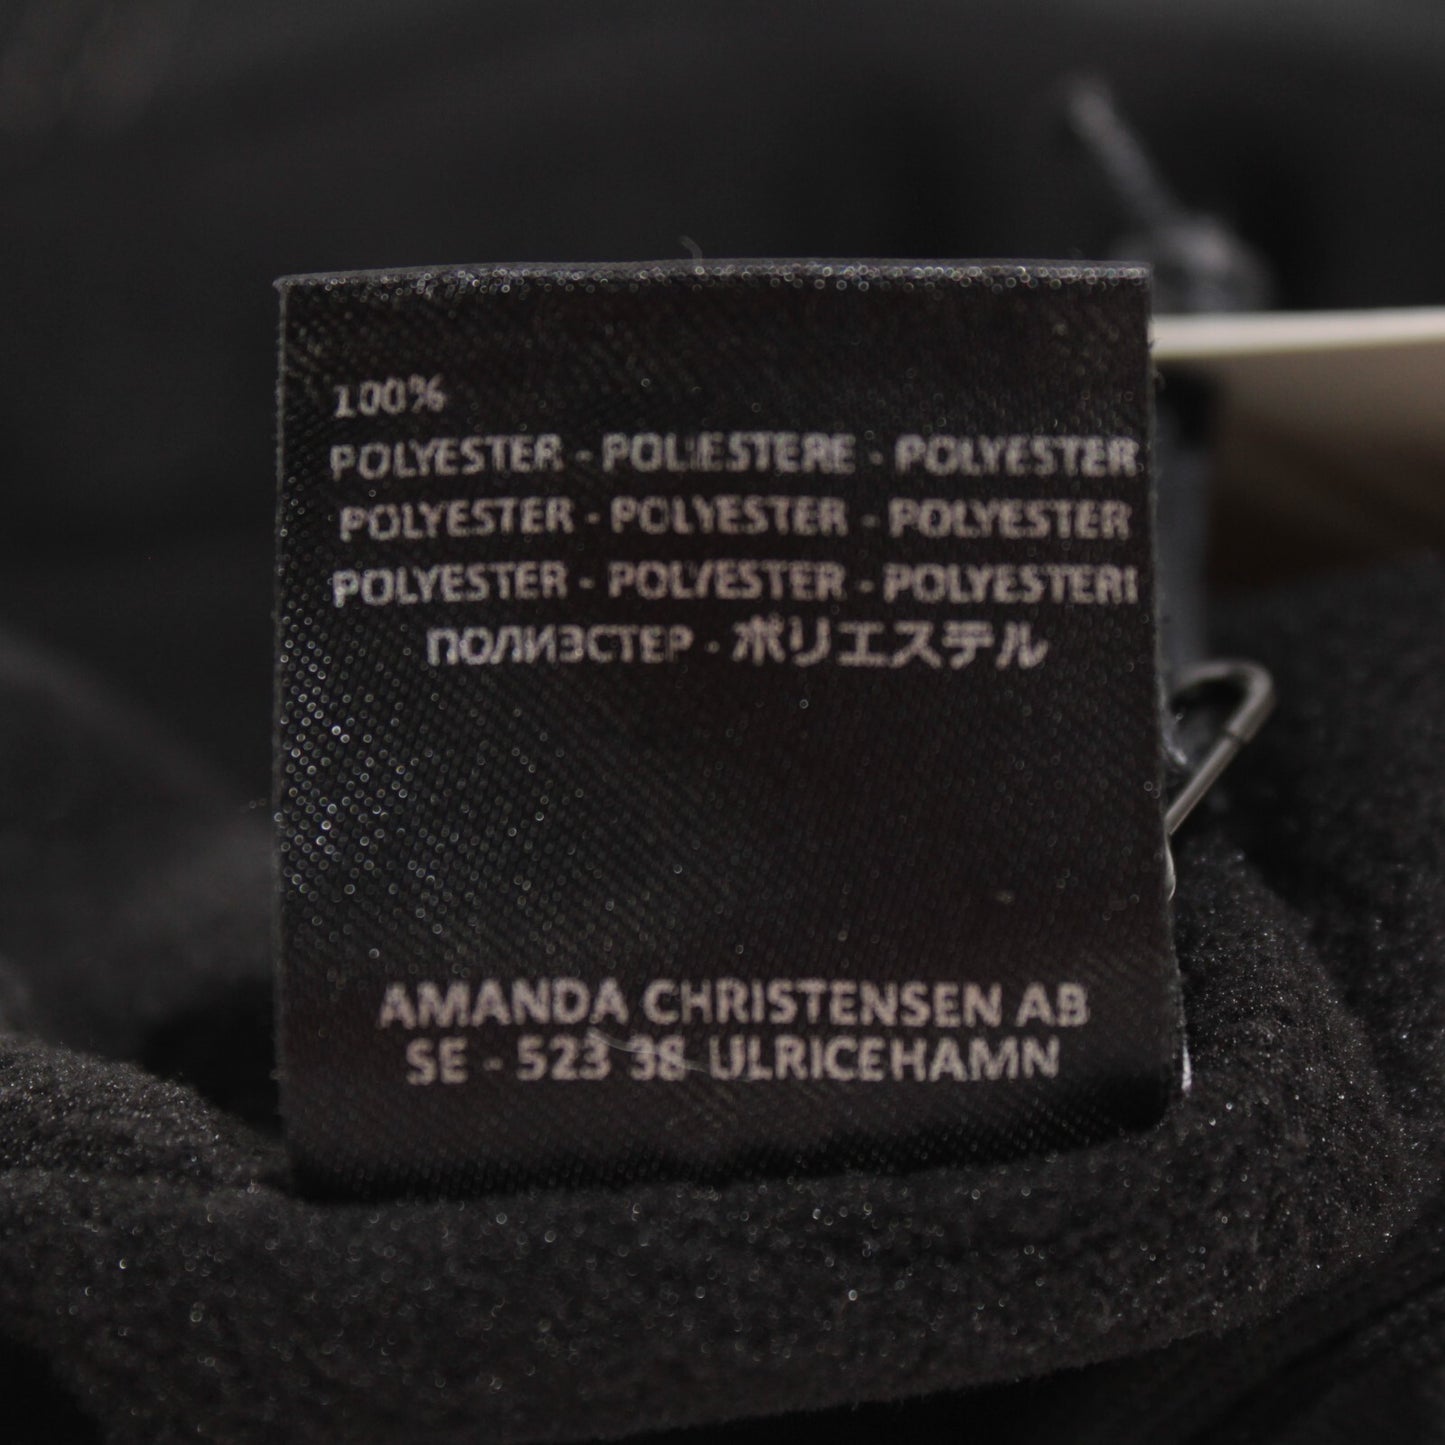 100%
POLYESTER - POLIESTERE - POLYESTER
POLYESTER - POLYESTER - POLYESTER
POLYESTER - POLYESTER - POLYESTERI
ПОЛИЭСТЕР - ポリエステル
AMANDA CHRISTENSEN AB
SE - 523 38 ULRICEHAMN